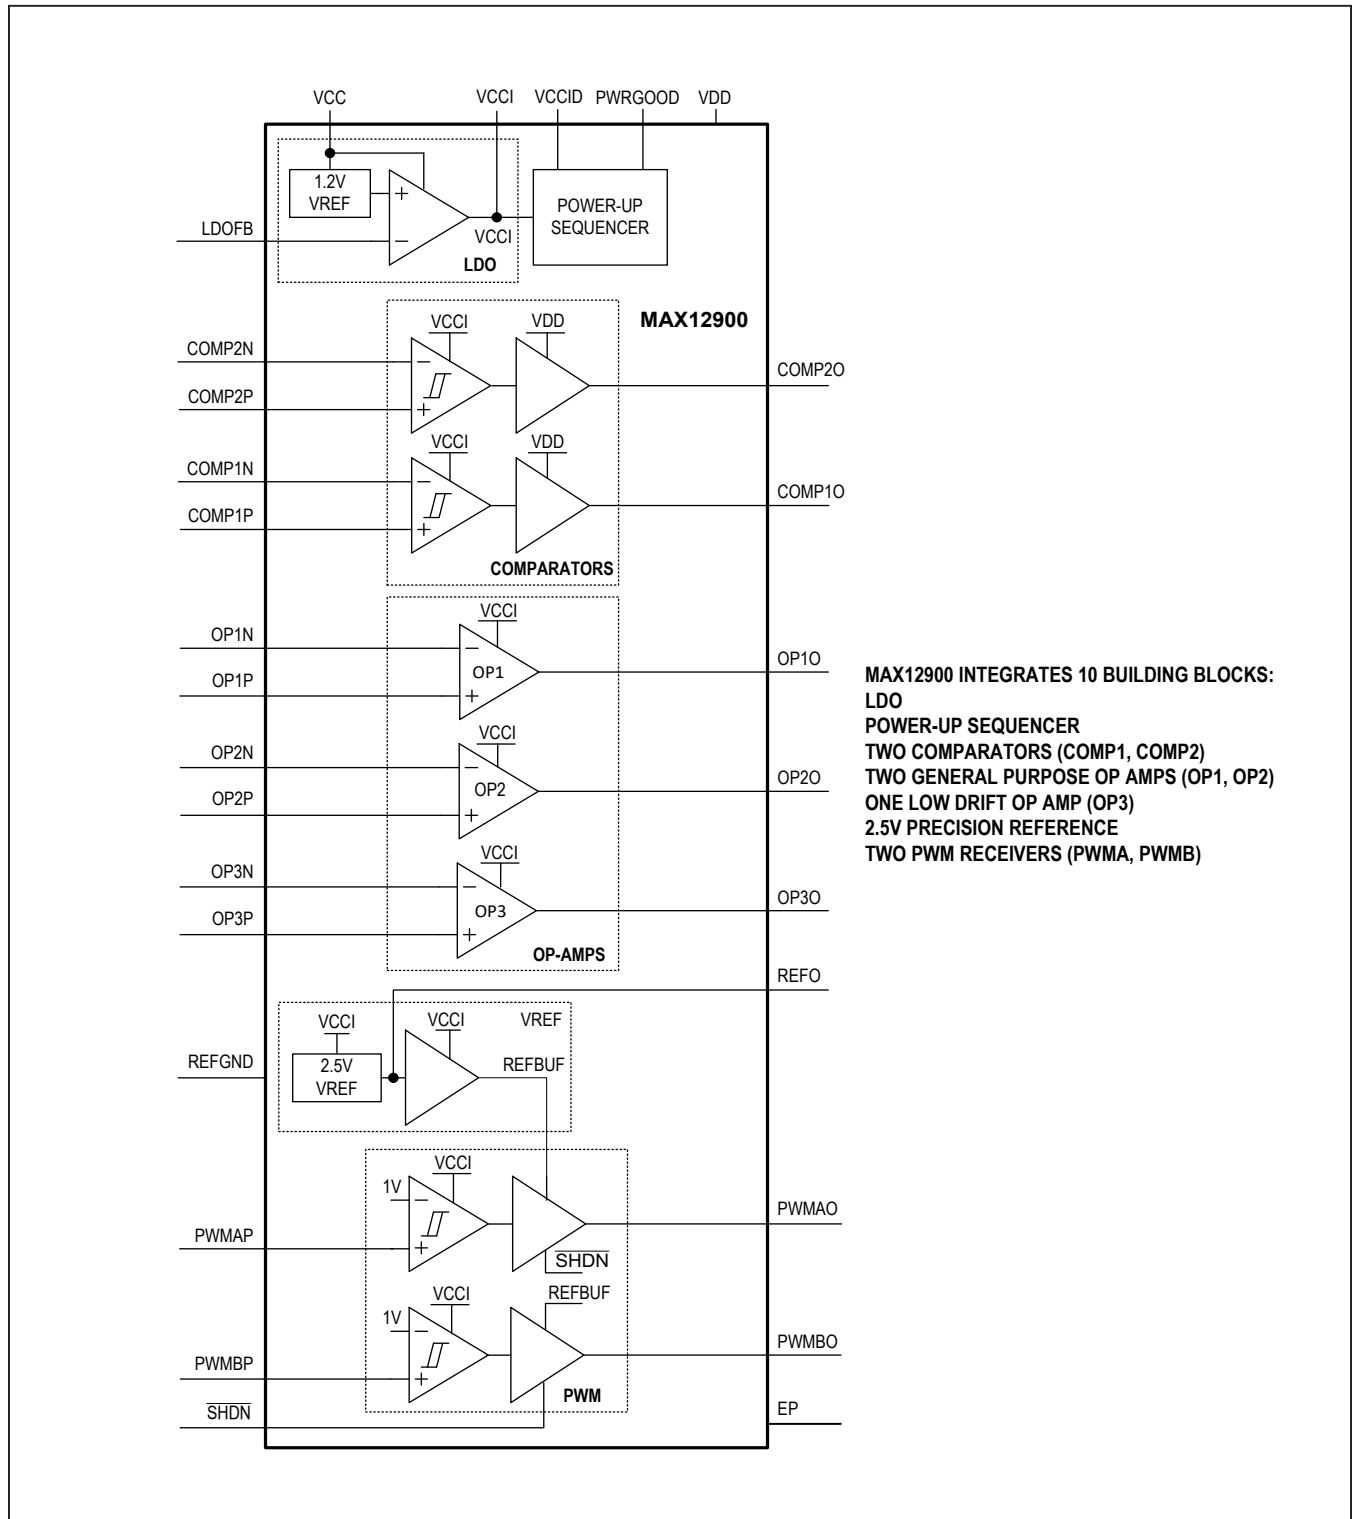 VCC
VCCI
VCCID
PWRGOOD
VDD
1.2V
VREF
+
−
LDOFB
VCCI
LDO
POWER-UP
SEQUENCER
MAX12900
COMP2N
COMP2P
VCCI
−
+
VDD
COMP2O
COMP1N
COMP1P
VCCI
−
+
VDD
COMP1O
COMPARATORS
OP1N
OP1P
VCCI
−
OP1
+
OP1O
OP2N
OP2P
VCCI
−
OP2
+
OP2O
OP3N
OP3P
VCCI
−
OP3
+
OP3O
OP-AMPS
MAX12900 INTEGRATES 10 BUILDING BLOCKS:
LDO
POWER-UP SEQUENCER
TWO COMPARATORS (COMP1, COMP2)
TWO GENERAL PURPOSE OP AMPS (OP1, OP2)
ONE LOW DRIFT OP AMP (OP3)
2.5V PRECISION REFERENCE
TWO PWM RECEIVERS (PWMA, PWMB)
REFO
REFGND
VCCI
2.5V
VREF
VCCI
VREF
REFBUF
PWMAP
1V
−
+
VCCI
SHDN
PWMAO
PWMBP
1V
−
+
VCCI
REFBUF
PWMBO
PWM
SHDN
EP